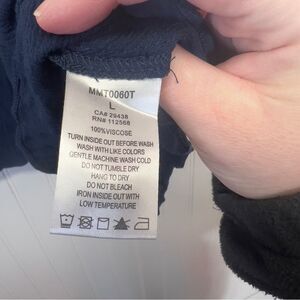 MMT0060T
L
CA# 29438
RN# 112568
100%VISCOSE
TURN INSIDE OUT BEFORE WASH
WASH WITH LIKE COLORS
GENTLE MACHINE WASH COLD
DO NOT TUMBLE DRY
HANG TO DRY
DO NOT BLEACH
IRON INSIDE OUT WITH
LOW TEMPERATURE